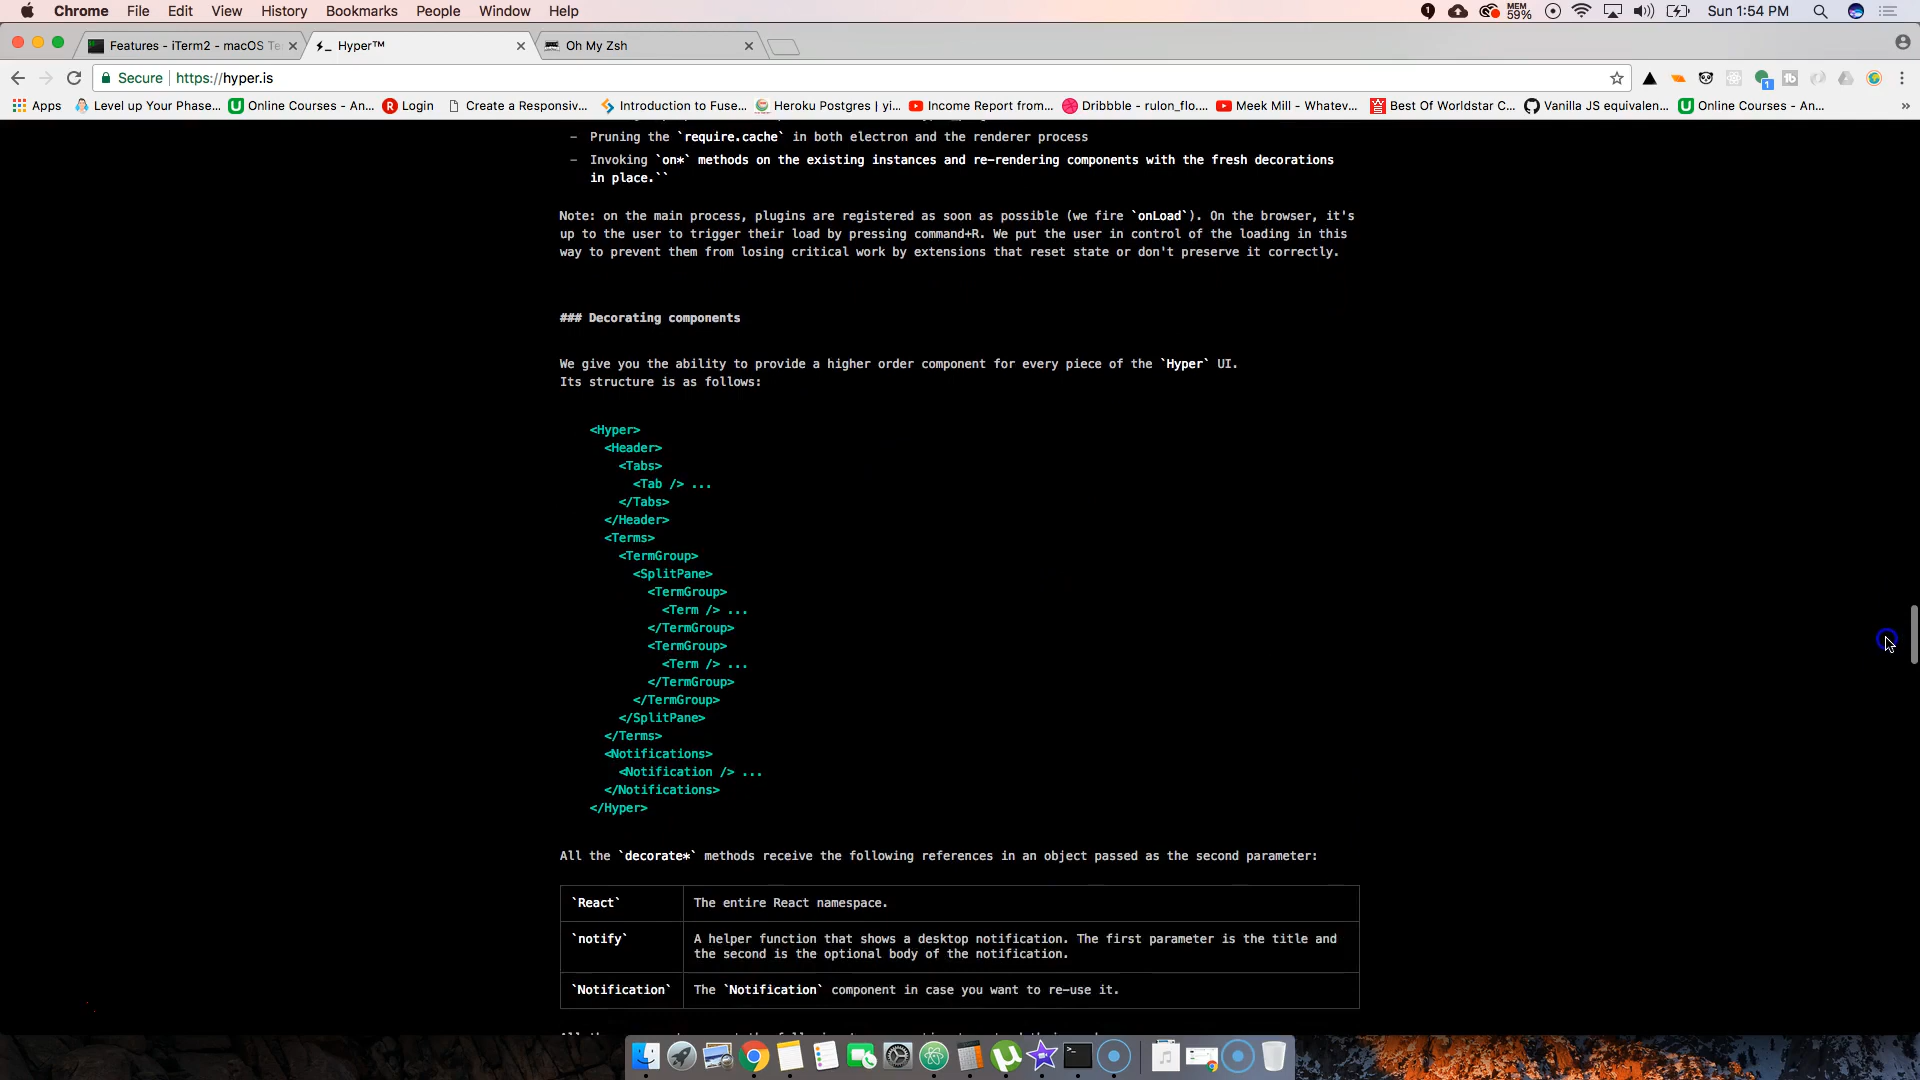 Chrome File Edit View History Bookmarks People Window Help MEM 59% Sun 1:54 PM
Features - iTerm2 - macOS Te
Hyper™
Oh My Zsh
Secure https://hyper.is
Apps Level up Your Phase... Online Courses - An... Login Create a Responsiv... Introduction to Fuse... Heroku Postgres | yi... Income Report from... Dribbble - rulon_flo... Meek Mill - Whatev... Best Of Worldstar C... Vanilla JS equivalen... Online Courses - An... »
– Pruning the `require.cache` in both electron and the renderer process
– Invoking `on*` methods on the existing instances and re-rendering components with the fresh decorations
in place.``
Note: on the main process, plugins are registered as soon as possible (we fire `onLoad`). On the browser, it's
up to the user to trigger their load by pressing command+R. We put the user in control of the loading in this
way to prevent them from losing critical work by extensions that reset state or don't preserve it correctly.
### Decorating components
We give you the ability to provide a higher order component for every piece of the `Hyper` UI.
Its structure is as follows:
<Hyper>
<Header>
<Tabs>
<Tab /> ...
</Tabs>
</Header>
<Terms>
<TermGroup>
<SplitPane>
<TermGroup>
<Term /> ...
</TermGroup>
<TermGroup>
<Term /> ...
</TermGroup>
</TermGroup>
</SplitPane>
</Terms>
<Notifications>
<Notification /> ...
</Notifications>
</Hyper>
All the `decorate*` methods receive the following references in an object passed as the second parameter:
`React` The entire React namespace.
`notify` A helper function that shows a desktop notification. The first parameter is the title and
the second is the optional body of the notification.
`Notification` The `Notification` component in case you want to re-use it.